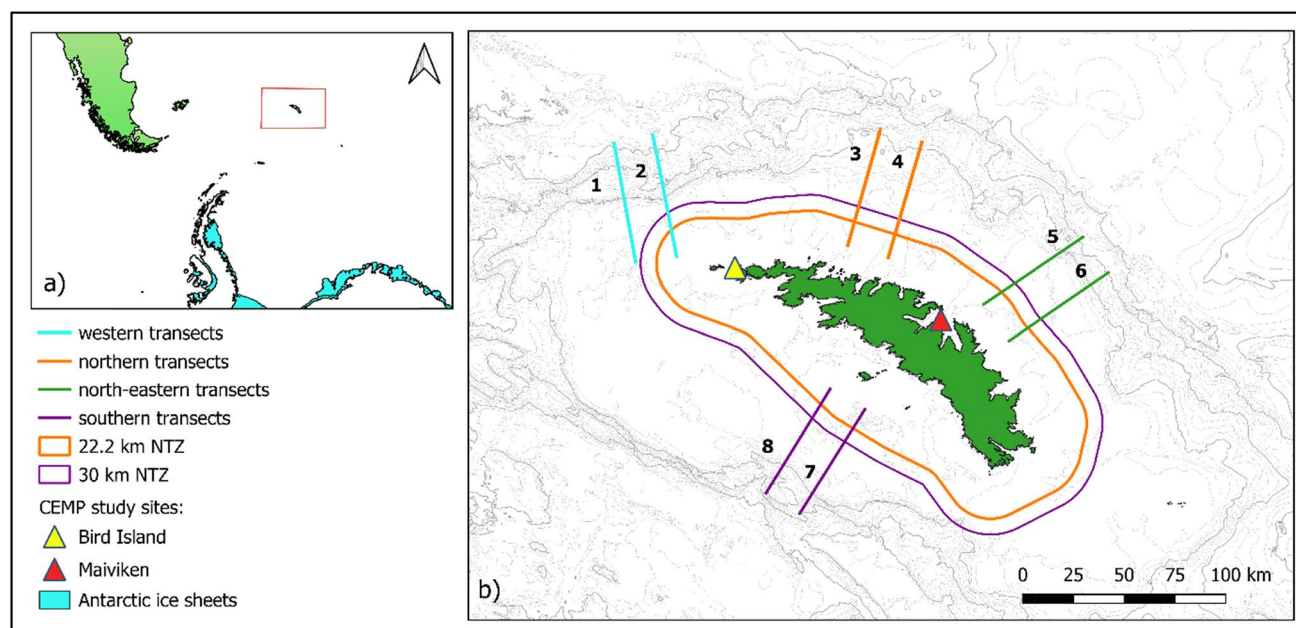 a)
western transects
northern transects
north-eastern transects
southern transects
22.2 km NTZ
30 km NTZ
CEMP study sites:
Bird Island
Maiviken
Antarctic ice sheets
1
2
3
4
5
6
8
7
0 25 50 75 100 km
b)